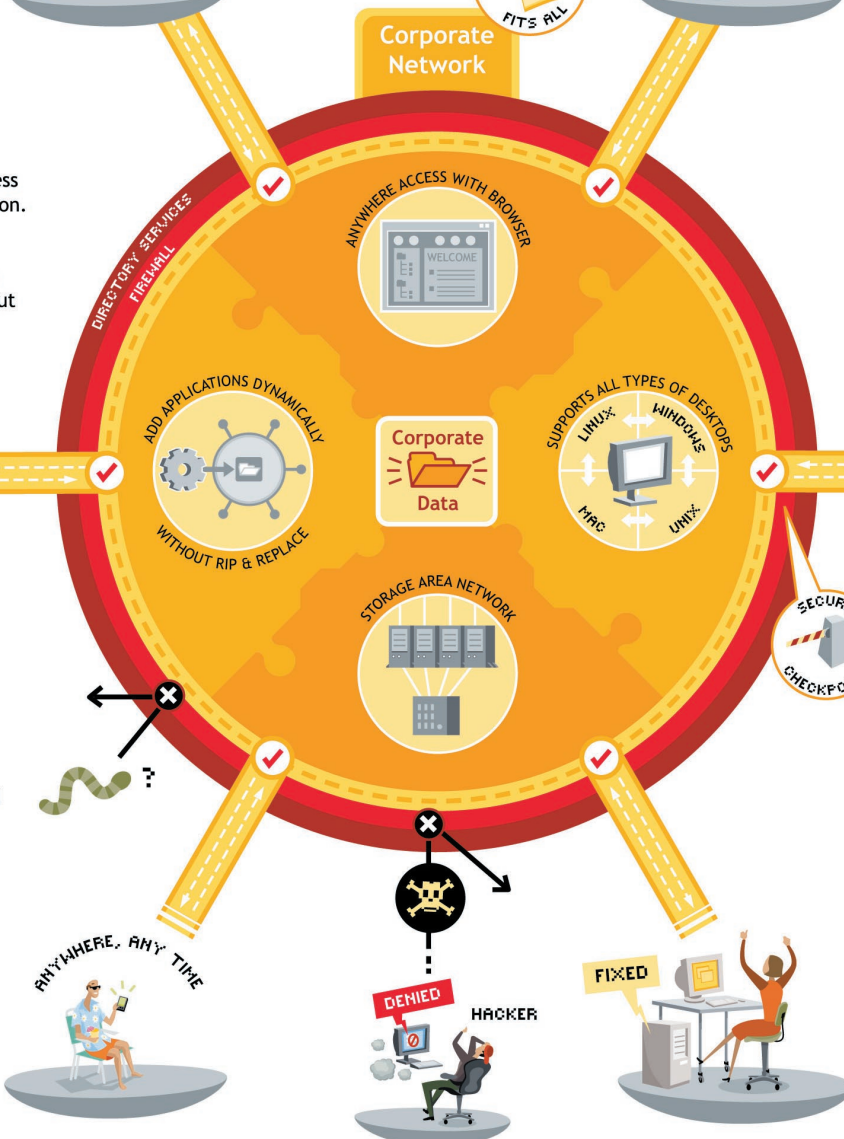 FITS ALL
Corporate
Network
ess
on.
ut
DIRECTORY SERVICES
FIREWALL
ANYWHERE ACCESS WITH BROWSER
WELCOME
ADD APPLICATIONS DYNAMICALLY
WITHOUT RIP & REPLACE
Corporate
Data
SUPPORTS ALL TYPES OF DESKTOPS
LINUX
WINDOWS
MAC
UNIX
STORAGE AREA NETWORK
SECUR
CHECKPO
?
ANYWHERE, ANY TIME
DENIED
HACKER
FIXED